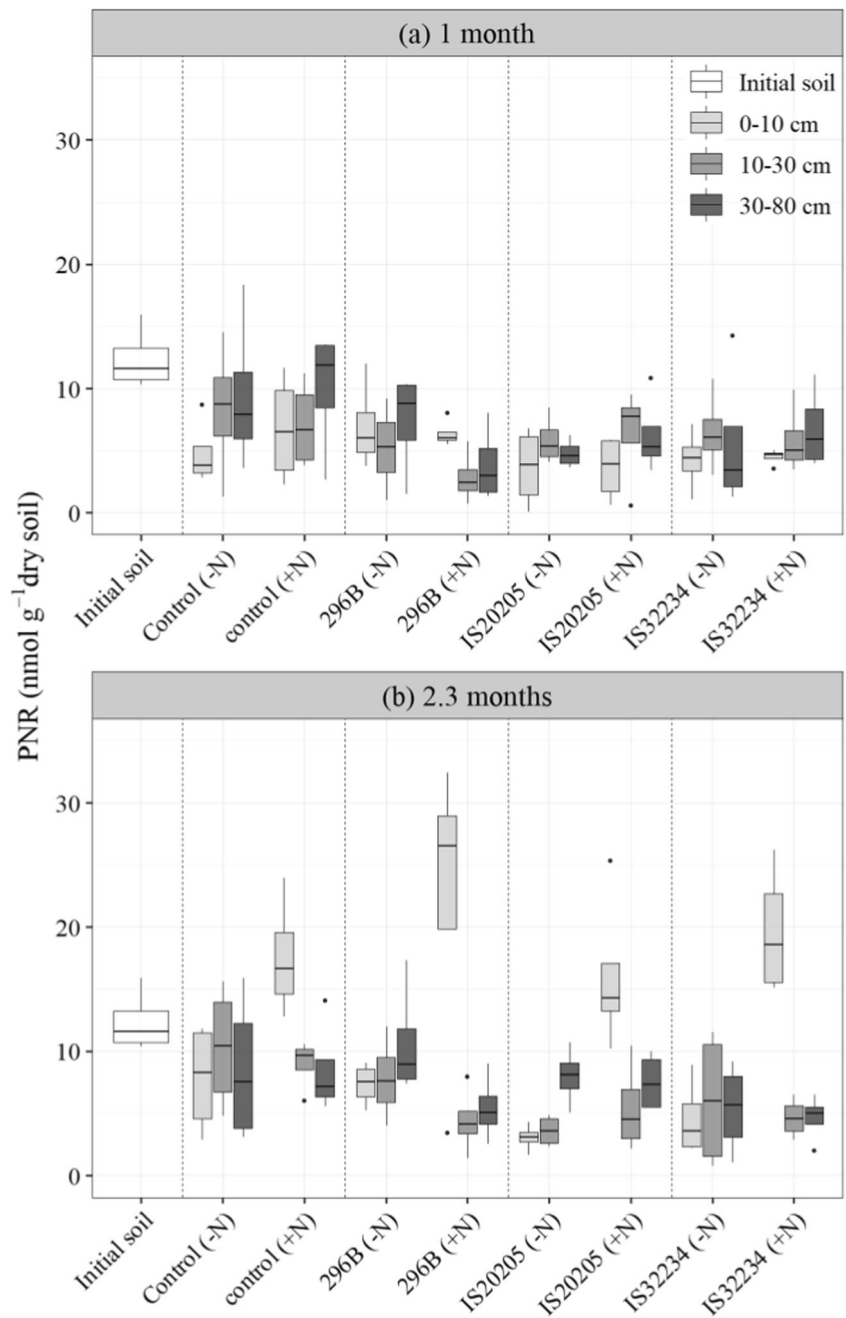 (a) 1 month
Initial soil
0-10 cm
10-30 cm
30-80 cm
30
20
10
0
Initial soil
Control (-N)
control (+N)
296B (-N)
296B (+N)
IS20205 (-N)
IS20205 (+N)
IS32234 (-N)
IS32234 (+N)
PNR (nmol g⁻¹dry soil)
(b) 2.3 months
30
20
10
0
Initial soil
Control (-N)
control (+N)
296B (-N)
296B (+N)
IS20205 (-N)
IS20205 (+N)
IS32234 (-N)
IS32234 (+N)